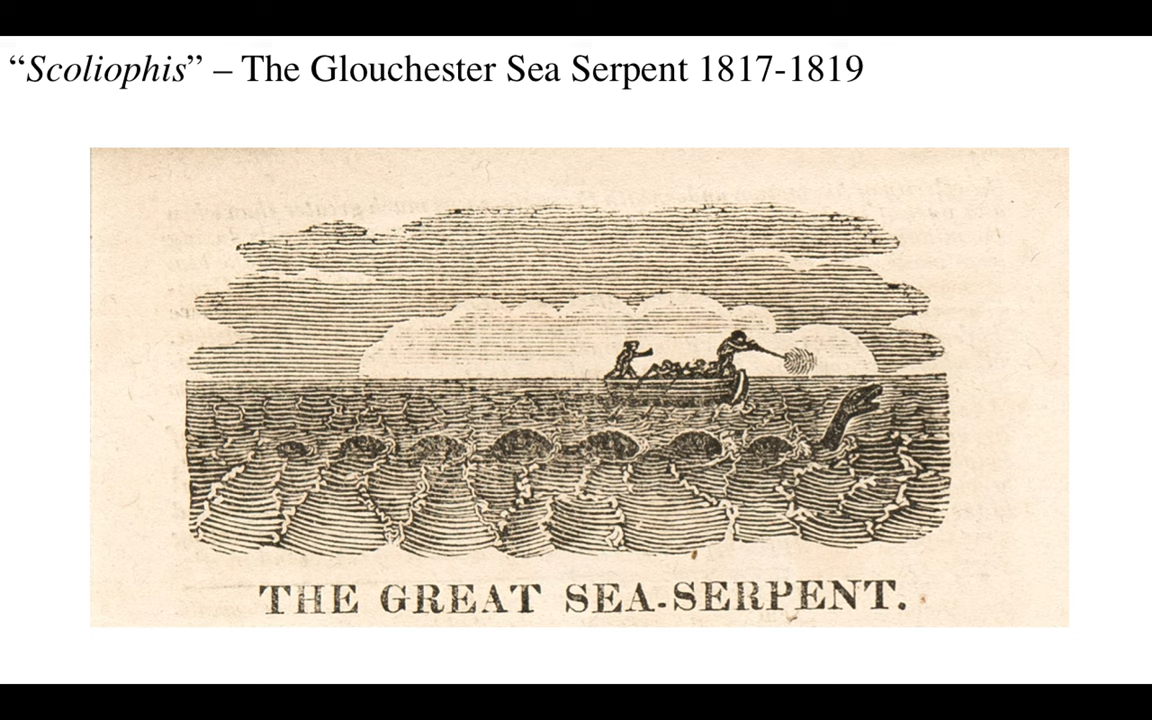 “Scoliophis” – The Glouchester Sea Serpent 1817-1819
THE GREAT SEA-SERPENT.